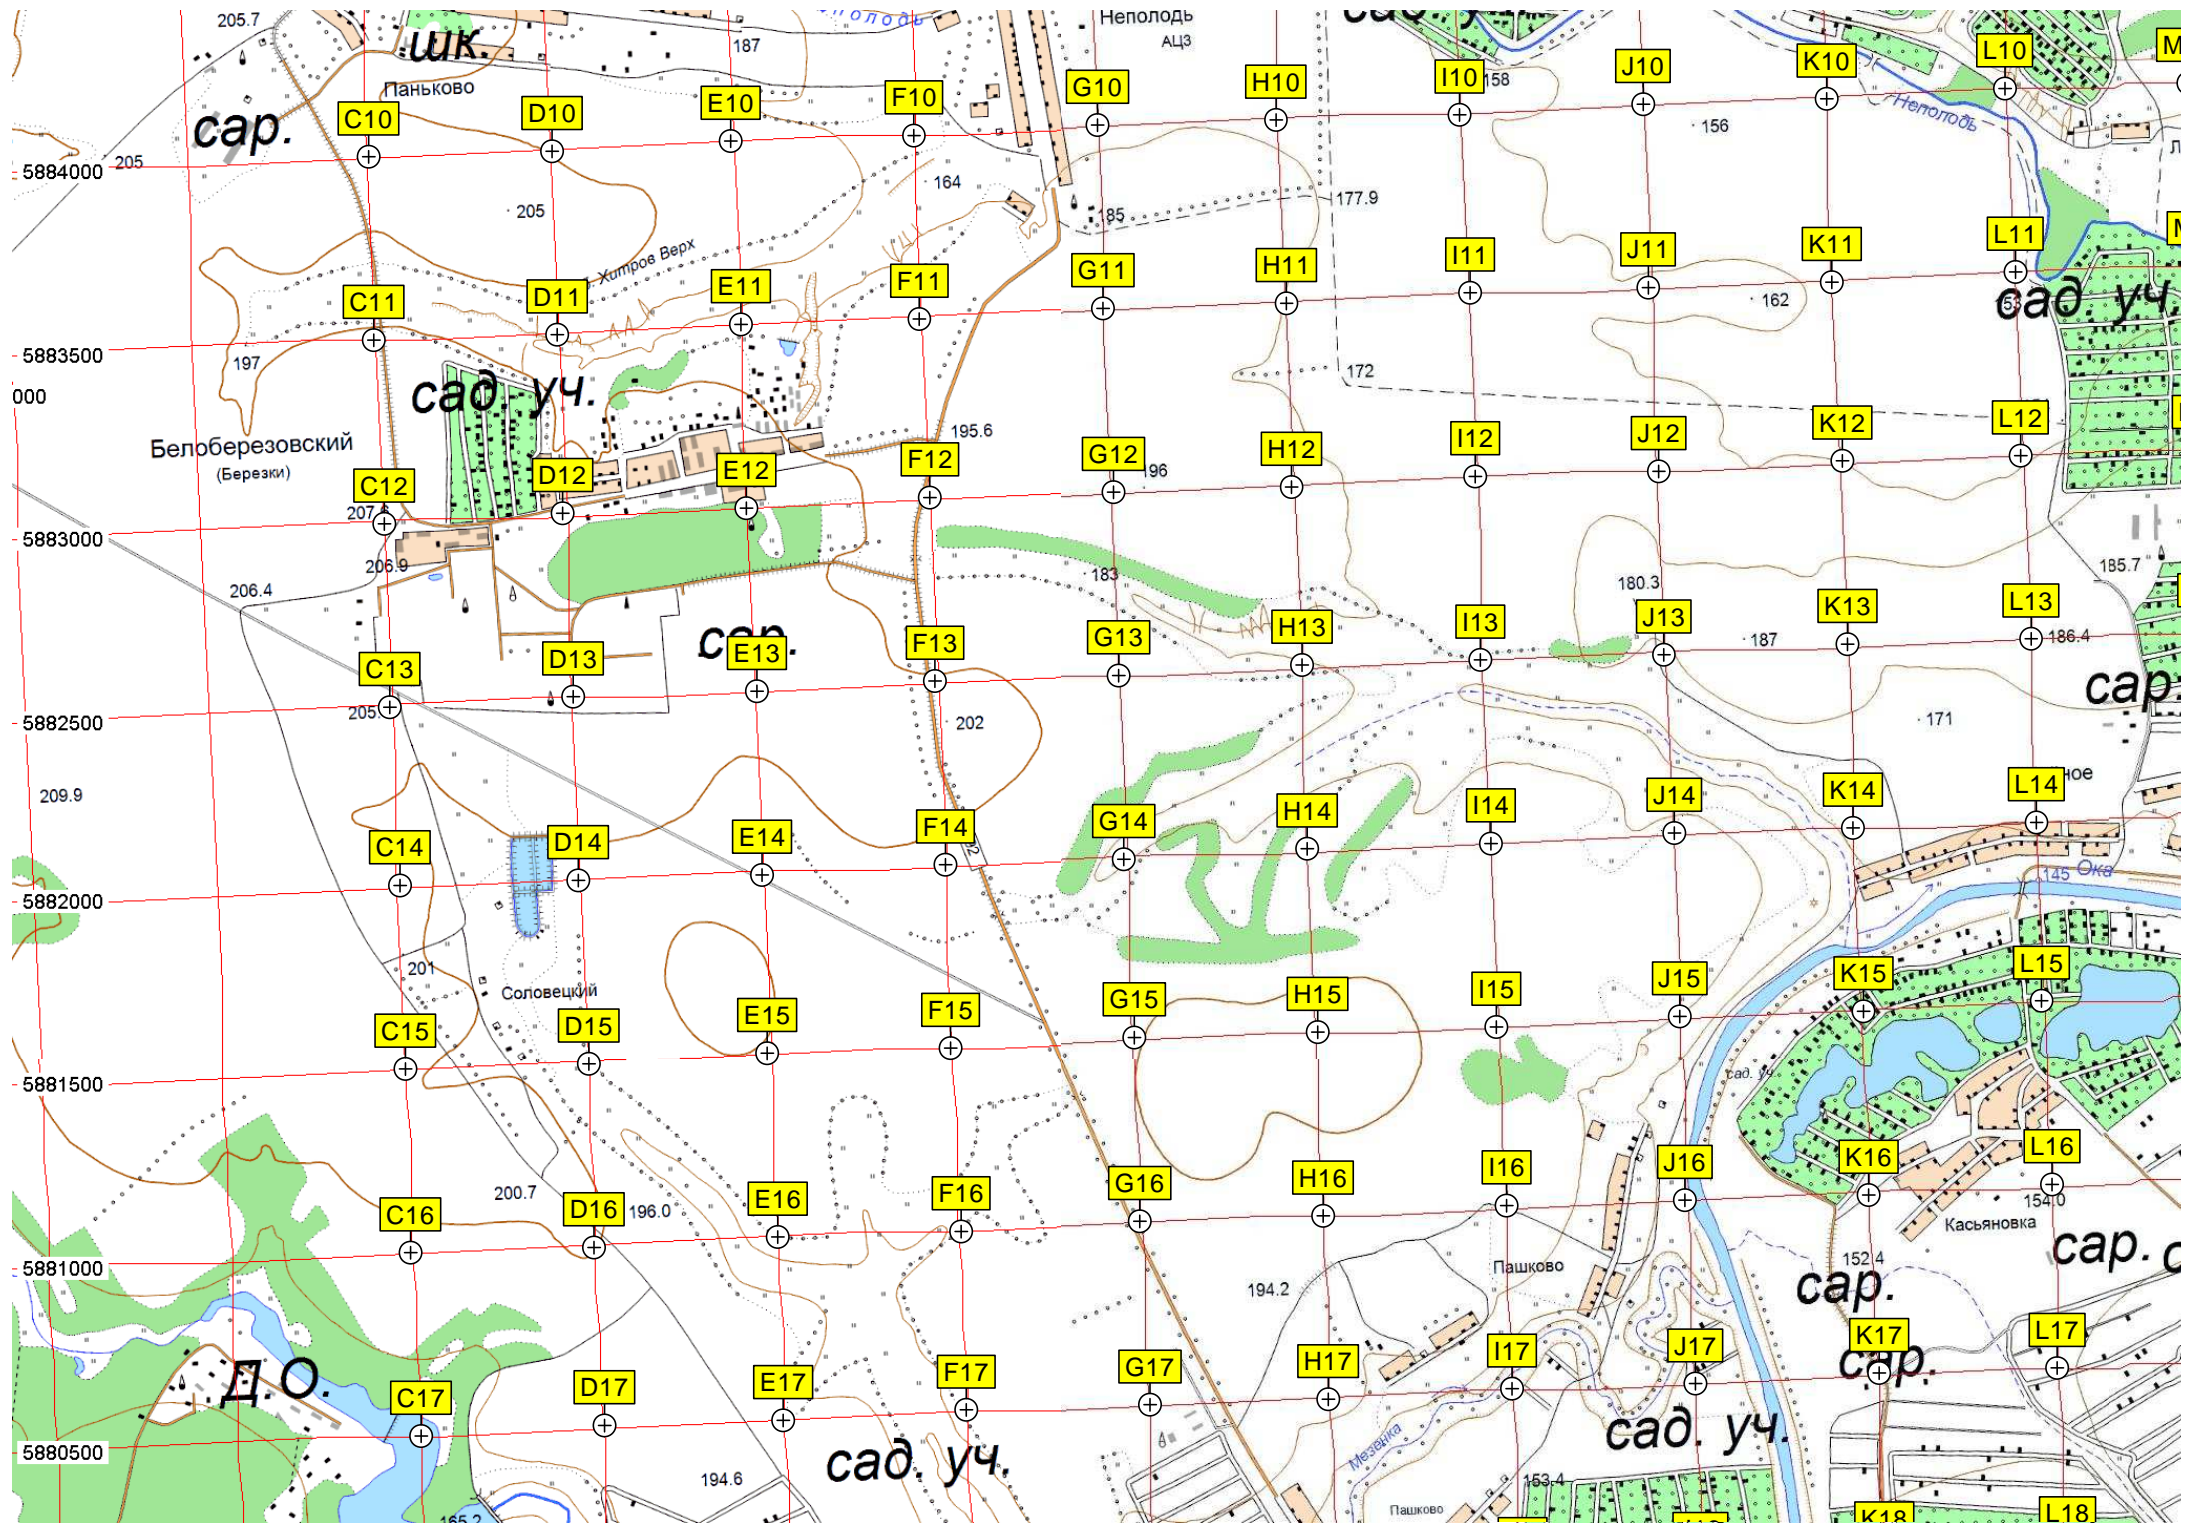 205.7
шк.
187
Неполодь
Неполодь
АЦЗ
158
J10
K10
L10
I10
G10
H10
F10
E10
D10
C10
Паньково
сар.
156
Неполодь
205
5884000
205
164
185
177.9
L11
K11
J11
I11
H11
G11
F11
E11
D11
C11
Хитров Верх
162
сад уч
5883500
197
172
000
сад. уч.
Белоберезовский
(Березки)
195.6
L12
K12
J12
I12
H12
G12
F12
E12
D12
C12
196
207.6
5883000
206.9
206.4
183
180.3
185.7
L13
K13
J13
I13
H13
G13
F13
E13
D13
C13
сар.
187
186.4
сар.
5882500
205.
202
171
209.9
L14
K14
J14
I14
H14
G14
F14
E14
D14
C14
145 Ока
5882000
201
Соловецкий
L15
K15
J15
I15
H15
G15
F15
E15
D15
C15
5881500
сад. уч.
L16
K16
J16
I16
H16
G16
F16
E16
D16
C16
200.7
196.0
154.0
Касьяновка
сар. с
5881000
194.2
Пашково
152.4
сар.
L17
K17
J17
I17
H17
G17
F17
E17
D17
C17
сар.
Д.О.
сад. уч.
5880500
сад. уч.
Мезенка
194.6
153.4
Пашково
165.2
K18
L18